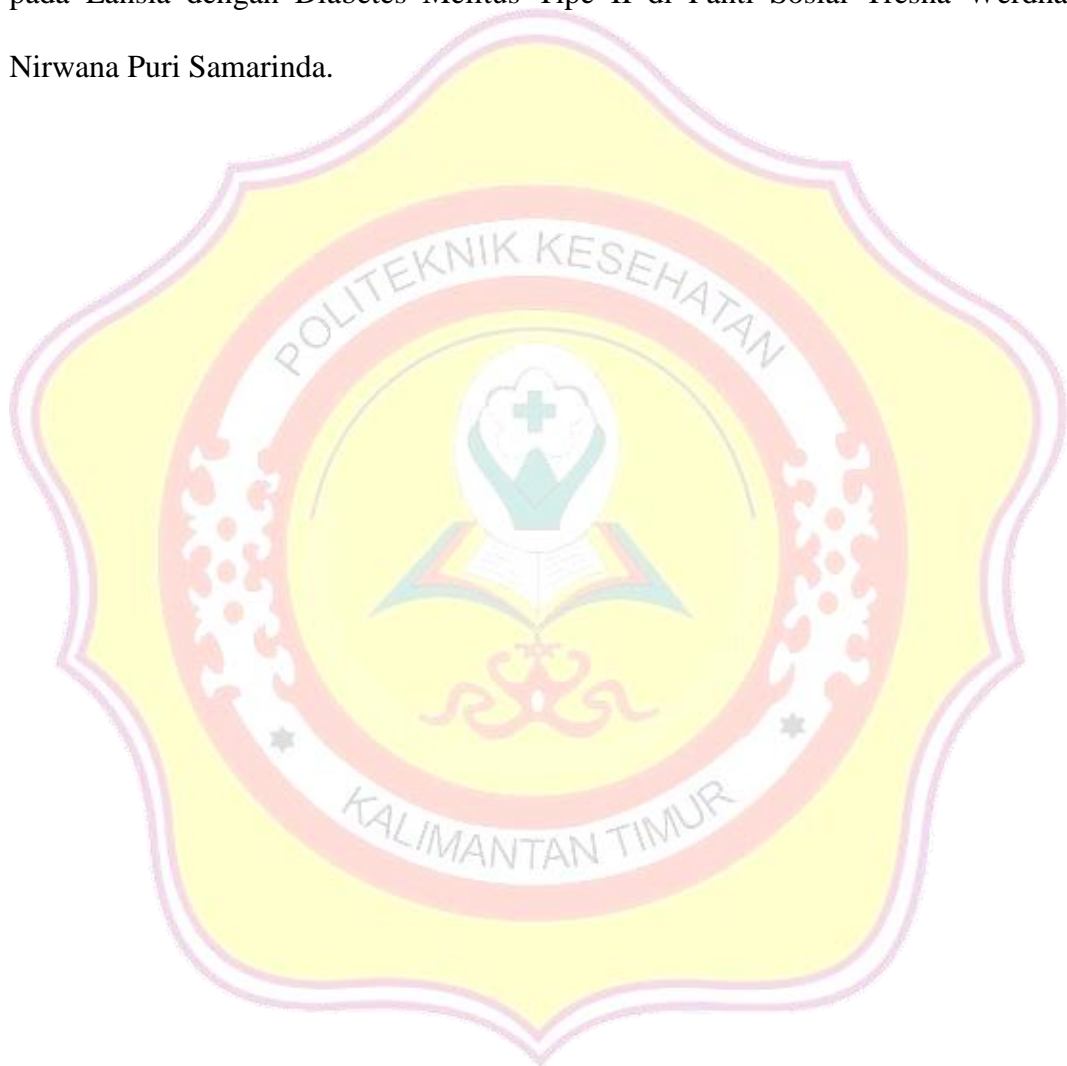 pada Lansia dengan Diabetes Melitus Tipe II di Panti Sosial Tresna Werdha
Nirwana Puri Samarinda.
POLITEKNIK KESEHATAN
KALIMANTAN TIMUR